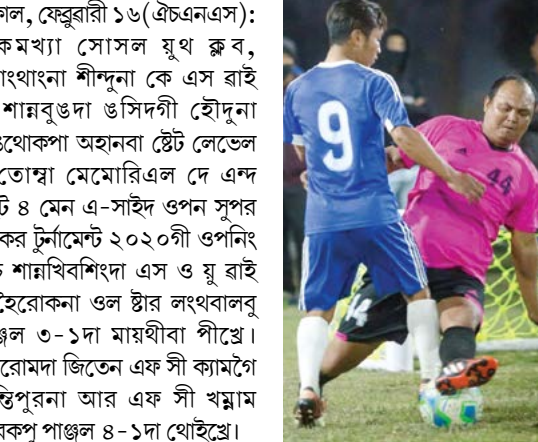 ফাল, ফেব্রুৱারী ১৬(ঐচএনএস):
কমখ্যা সোসল য়ুথ ক্লব,
ংথাংনা শীন্দুনা কে এস ৱাই
শান্নবুঙদা ঙসিদগী হৌদুনা
ঙথোকপা অহানবা ষ্টেট লেভেল
তোম্বা মেমোরিএল দে এন্দ
ট ৪ মেন এ-সাইদ ওপন সুপর
কর টুর্নামেন্ট ২০২০গী ওপনিং
শান্নখিবশিংদা এস ও য়ু ৱাই
হৈরোকনা ওল ষ্টার লংথবালবু
ঞ্জল ৩-১দা মায়থীবা পীখ্রে।
রোমদা জিতেন এফ সী ক্যামগৈ
ন্তিপুরনা আর এফ সী খম্নাম
বকপু পাঞ্জল ৪-১দা থোইখ্রে।
9
44